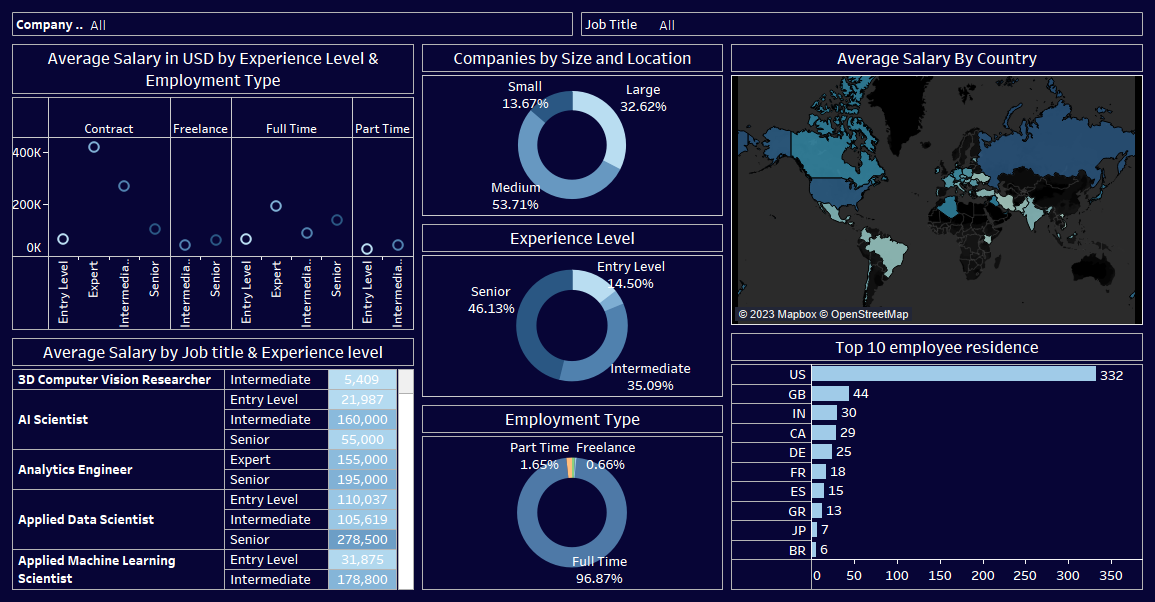 Company .. All
Job Title All
Average Salary in USD by Experience Level &
Employment Type
Contract
Freelance
Full Time
Part Time
400K
200K
0K
Entry Level
Expert
Intermedia..
Senior
Intermedia..
Senior
Entry Level
Expert
Intermedia..
Senior
Entry Level
Intermedia..
Average Salary by Job title & Experience level
3D Computer Vision Researcher Intermediate 5,409
AI Scientist
Entry Level 21,987
Intermediate 160,000
Senior 55,000
Analytics Engineer
Expert 155,000
Senior 195,000
Applied Data Scientist
Entry Level 110,037
Intermediate 105,619
Senior 278,500
Applied Machine Learning
Scientist
Entry Level 31,875
Intermediate 178,800
Companies by Size and Location
Small
13.67%
Large
32.62%
Medium
53.71%
Experience Level
Entry Level
14.50%
Senior
46.13%
Intermediate
35.09%
Employment Type
Part Time
1.65%
Freelance
0.66%
Full Time
96.87%
Average Salary By Country
© 2023 Mapbox © OpenStreetMap
Top 10 employee residence
US 332
GB 44
IN 30
CA 29
DE 25
FR 18
ES 15
GR 13
JP 7
BR 6
0 50 100 150 200 250 300 350